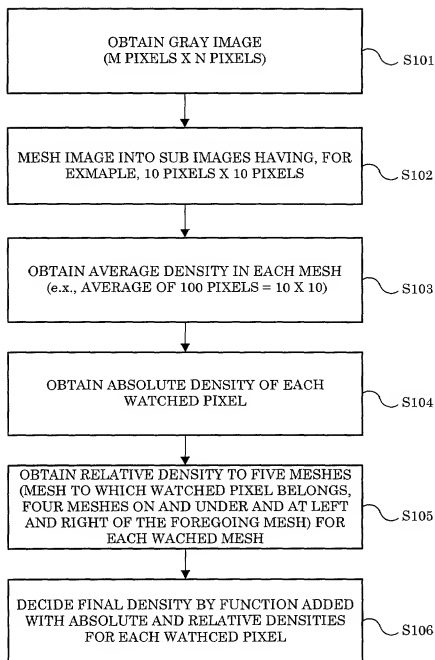 OBTAIN GRAY IMAGE
(M PIXELS X N PIXELS)
S101
MESH IMAGE INTO SUB IMAGES HAVING, FOR
EXMAPLE, 10 PIXELS X 10 PIXELS
S102
OBTAIN AVERAGE DENSITY IN EACH MESH
(e.x., AVERAGE OF 100 PIXELS = 10 X 10)
S103
OBTAIN ABSOLUTE DENSITY OF EACH
WATCHED PIXEL
S104
OBTAIN RELATIVE DENSITY TO FIVE MESHES
(MESH TO WHICH WATCHED PIXEL BELONGS,
FOUR MESHES ON AND UNDER AND AT LEFT
AND RIGHT OF THE FOREGOING MESH) FOR
EACH WACHED MESH
S105
DECIDE FINAL DENSITY BY FUNCTION ADDED
WITH ABSOLUTE AND RELATIVE DENSITIES
FOR EACH WATHCED PIXEL
S106